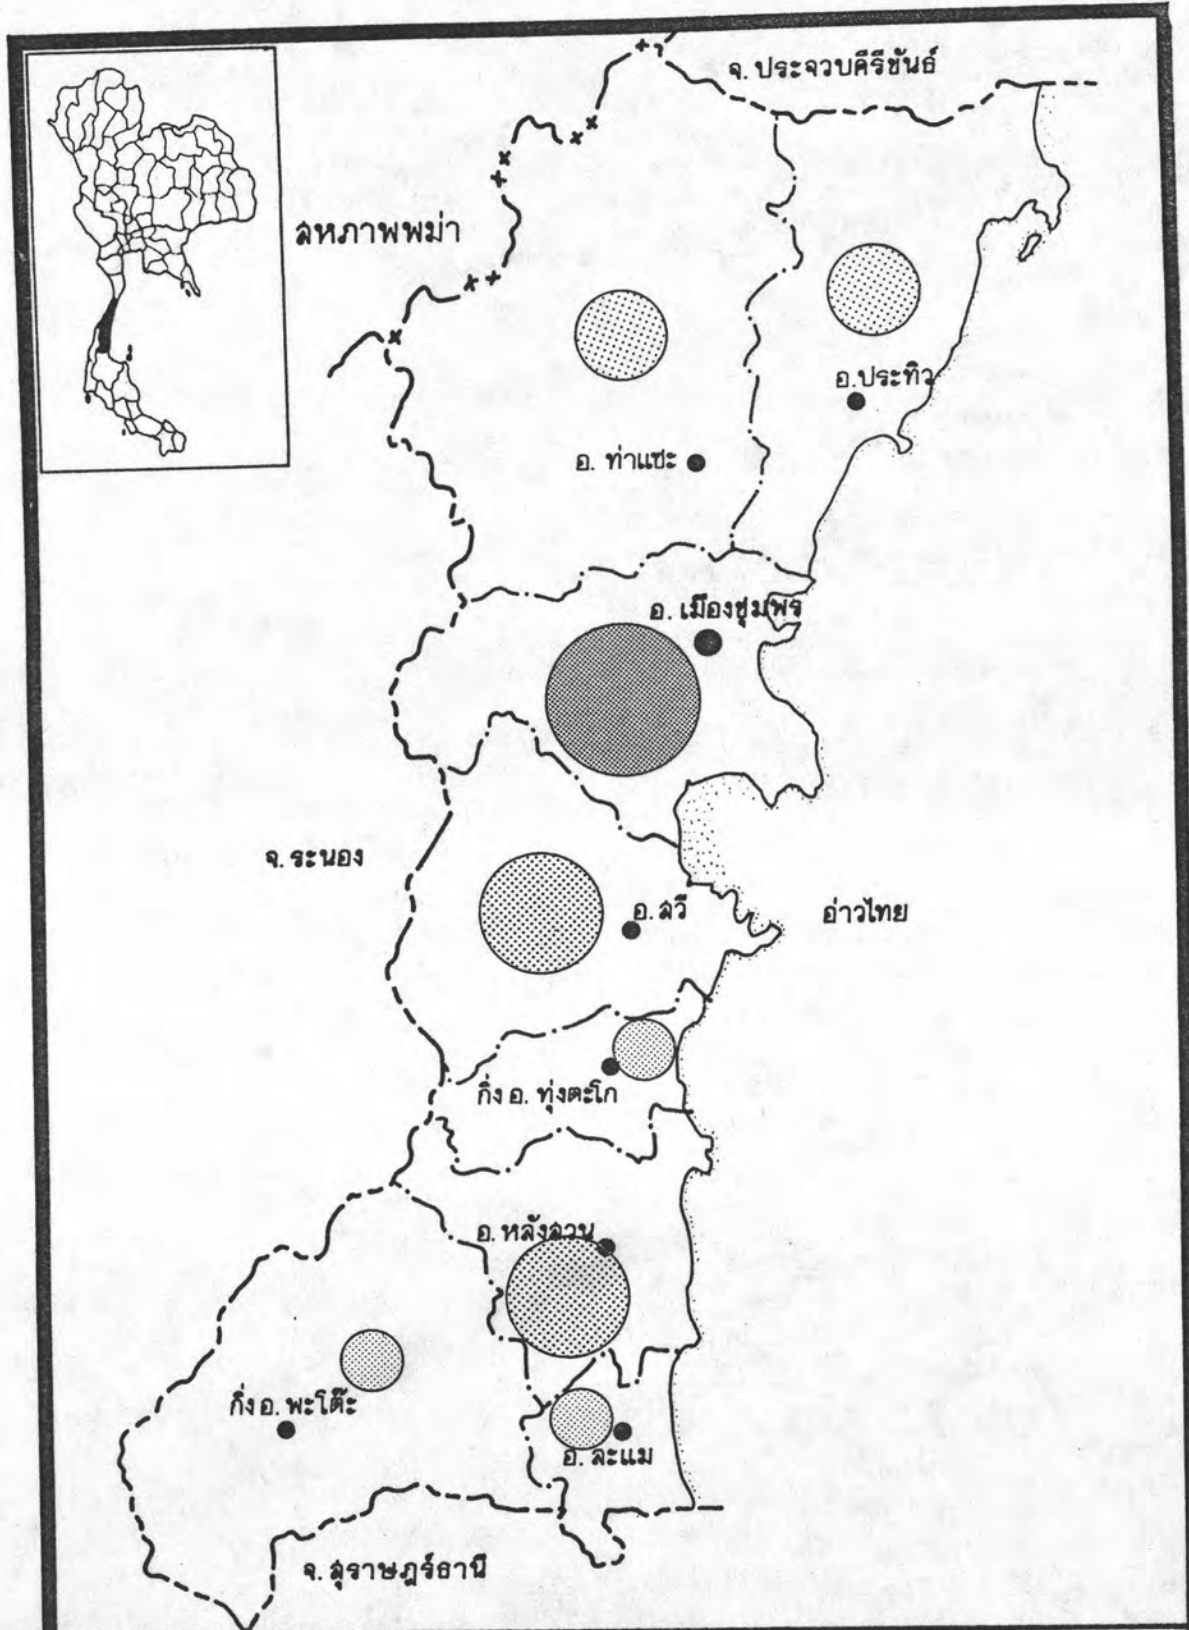 จ. ประจวบคีรีขันธ์
สหภาพพม่า
อ.ประทิว
อ. ท่าแซะ
อ. เมืองชุมพร
จ. ระนอง
อ. สวี
อ่าวไทย
กิ่ง อ. ทุ่งตะโก
อ. หลังสวน
กิ่ง อ. พะโต๊ะ
อ. ละแม
จ. สุราษฎร์ธานี